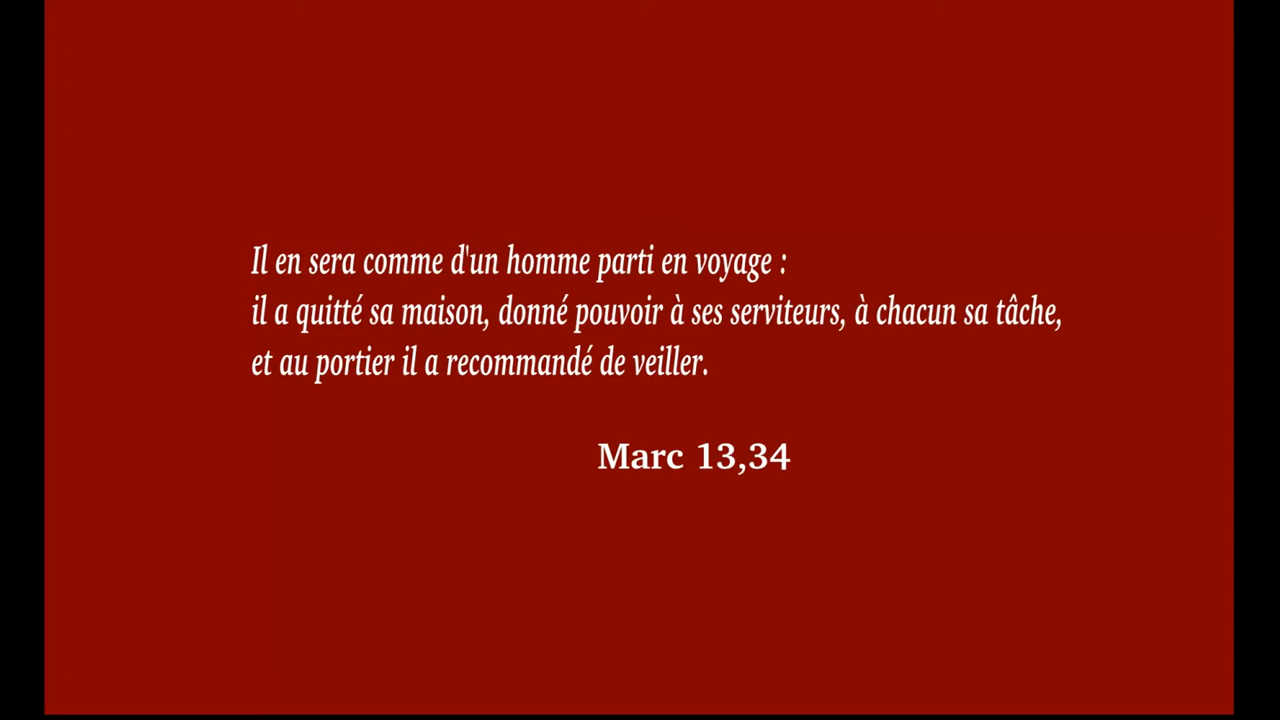 Il en sera comme d'un homme parti en voyage :
il a quitté sa maison, donné pouvoir à ses serviteurs, à chacun sa tâche,
et au portier il a recommandé de veiller.
Marc 13,34